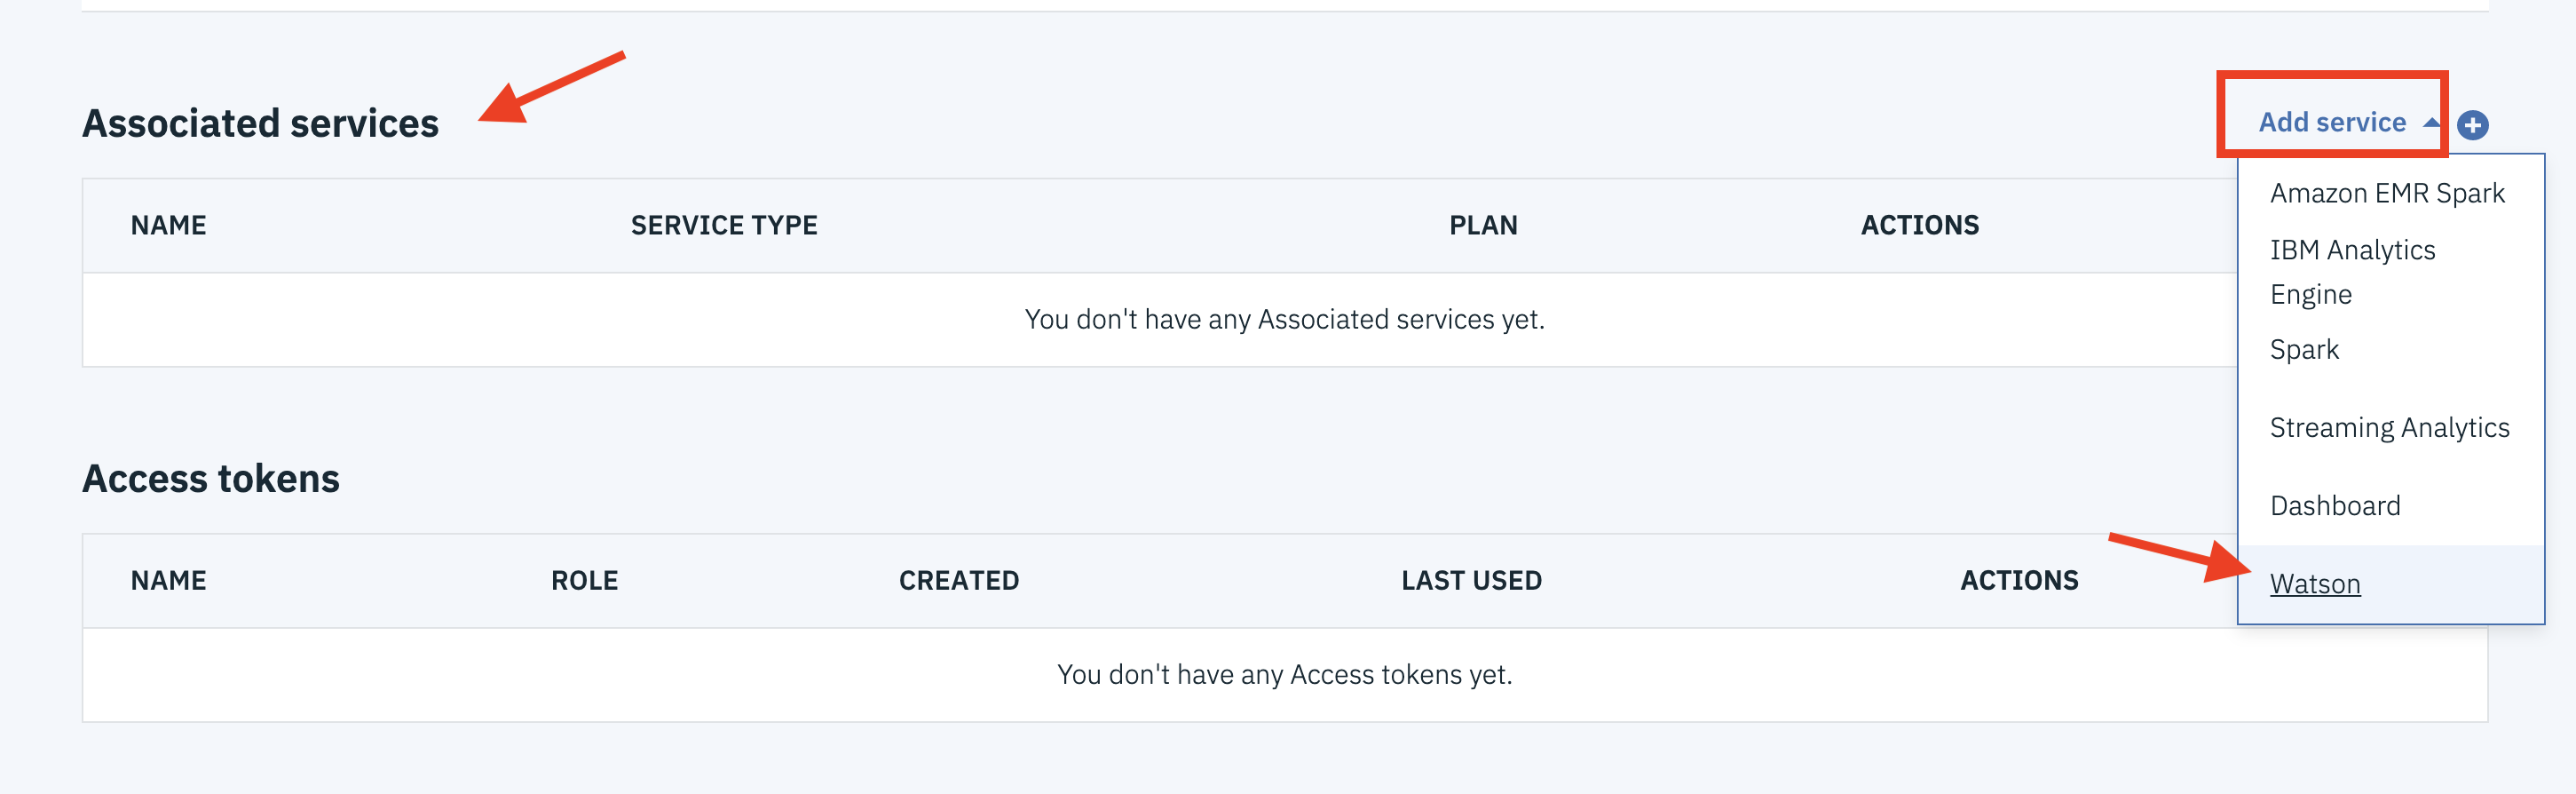 Associated services
Add service
NAME SERVICE TYPE PLAN ACTIONS
You don't have any Associated services yet.
Amazon EMR Spark
IBM Analytics
Engine
Spark
Streaming Analytics
Dashboard
Watson
Access tokens
NAME ROLE CREATED LAST USED ACTIONS
You don't have any Access tokens yet.